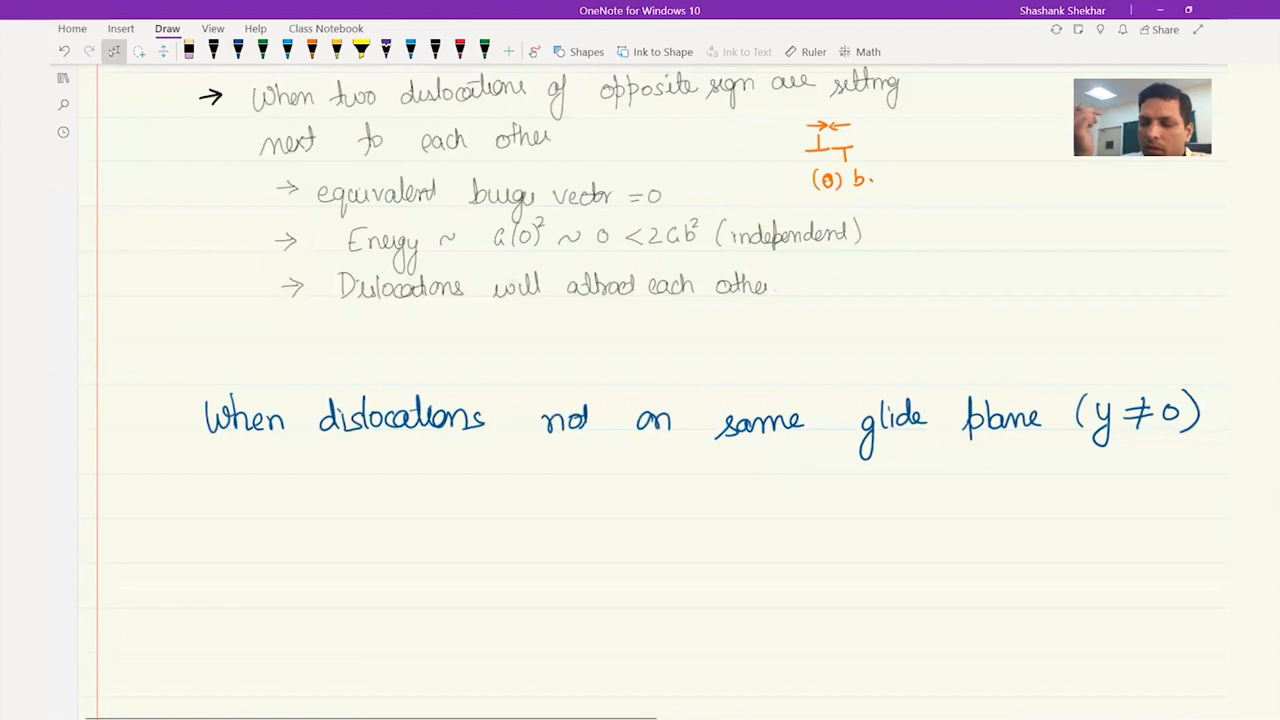 OneNote for Windows 10
Shashank Shekhar
Home Insert Draw View Help Class Notebook
Share
Shapes Ink to Shape Ink to Text Ruler Math
→ When two dislocations of opposite sign are sitting
next to each other
(0) b.
→ equivalent burger vector = 0
→ Energy ~ a(0)² ~ 0 < 2ab² (independent)
→ Dislocations will attract each other.
When dislocations not on same glide plane (y ≠ 0)